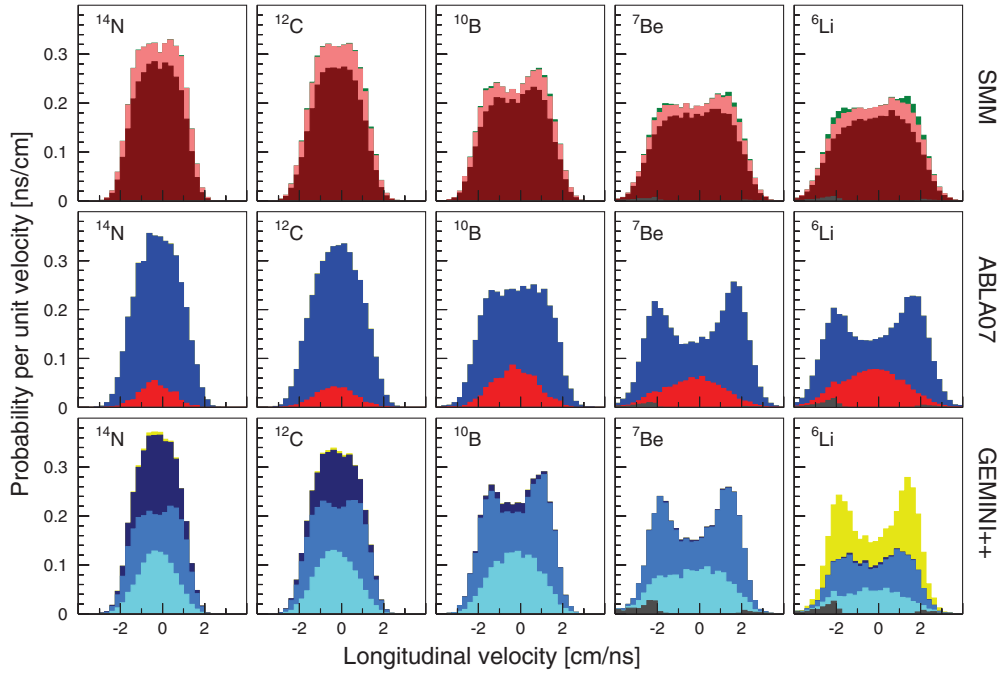 ¹⁴N ¹²C ¹⁰B ⁷Be ⁶Li
0.3
0.2
0.1
0
SMM
¹⁴N ¹²C ¹⁰B ⁷Be ⁶Li
0.3
0.2
0.1
0
ABLA07
¹⁴N ¹²C ¹⁰B ⁷Be ⁶Li
0.3
0.2
0.1
0
GEMINI++
Probability per unit velocity [ns/cm]
-2 0 2 -2 0 2 -2 0 2 -2 0 2 -2 0 2
Longitudinal velocity [cm/ns]